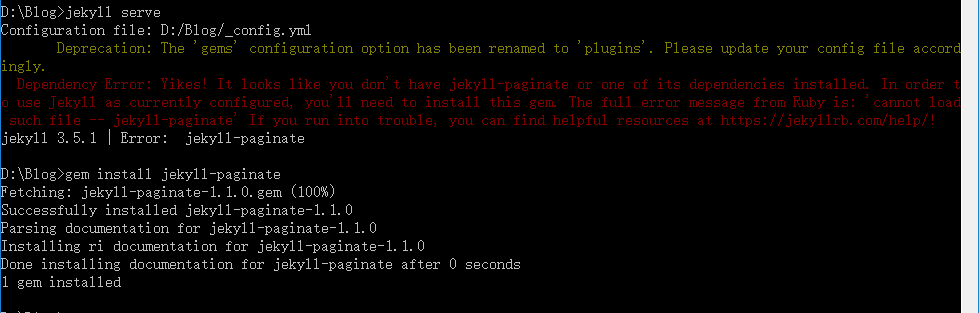 D:\Blog>jekyll serve
Configuration file: D:/Blog/_config.yml
Deprecation: The 'gems' configuration option has been renamed to 'plugins'. Please update your config file accord
ingly.
Dependency Error: Yikes! It looks like you don't have jekyll-paginate or one of its dependencies installed. In order t
o use Jekyll as currently configured, you'll need to install this gem. The full error message from Ruby is: 'cannot load
such file -- jekyll-paginate' If you run into trouble, you can find helpful resources at https://jekyllrb.com/help/!
jekyll 3.5.1 | Error:  jekyll-paginate
D:\Blog>gem install jekyll-paginate
Fetching: jekyll-paginate-1.1.0.gem (100%)
Successfully installed jekyll-paginate-1.1.0
Parsing documentation for jekyll-paginate-1.1.0
Installing ri documentation for jekyll-paginate-1.1.0
Done installing documentation for jekyll-paginate after 0 seconds
1 gem installed